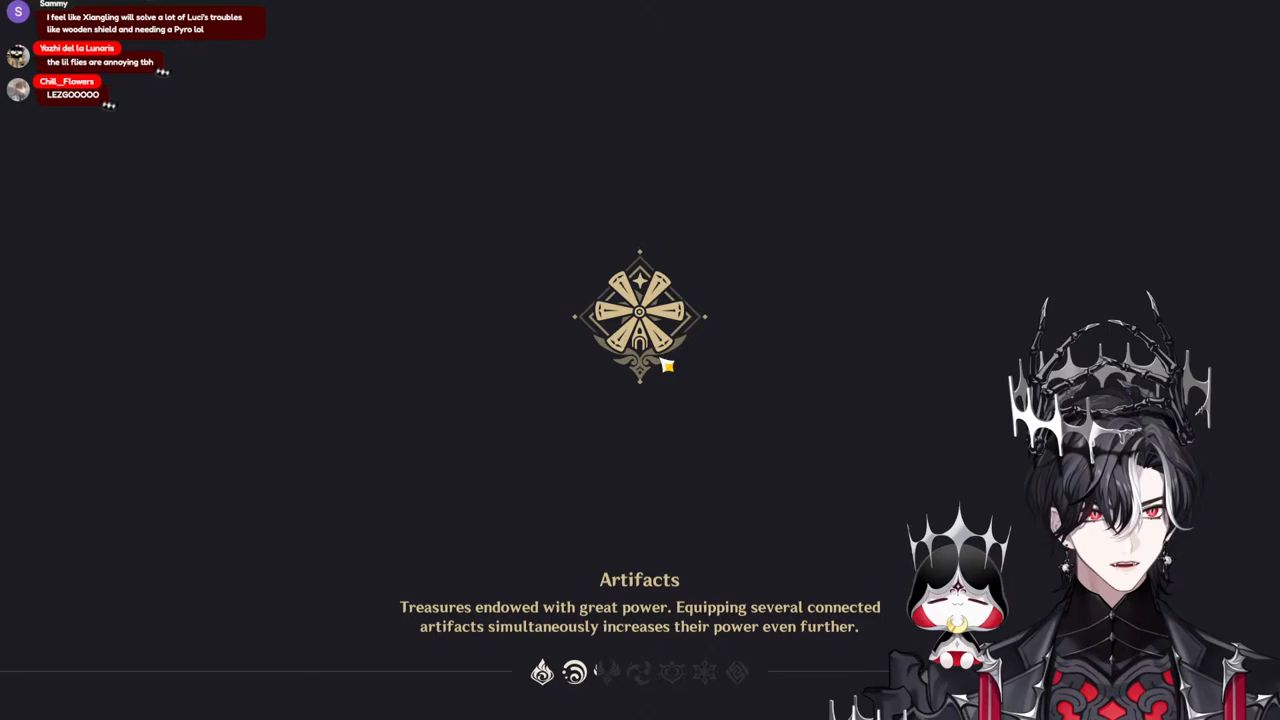 Sammy
S
I feel like Xiangling will solve a lot of Luci's troubles
like wooden shield and needing a Pyro lol
Yazhi del la Lunaris
the lil flies are annoying tbh
Chill_Flowers
LEZGOOOOO
Artifacts
Treasures endowed with great power. Equipping several connected
artifacts simultaneously increases their power even further.